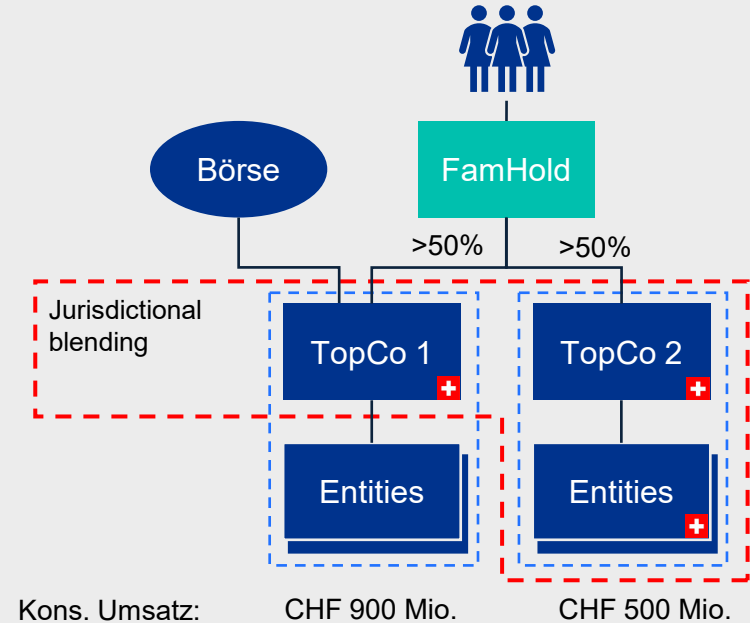 Börse
FamHold
>50%
>50%
Jurisdictional
blending
TopCo 1
TopCo 2
Entities
Entities
Kons. Umsatz:
CHF 900 Mio.
CHF 500 Mio.